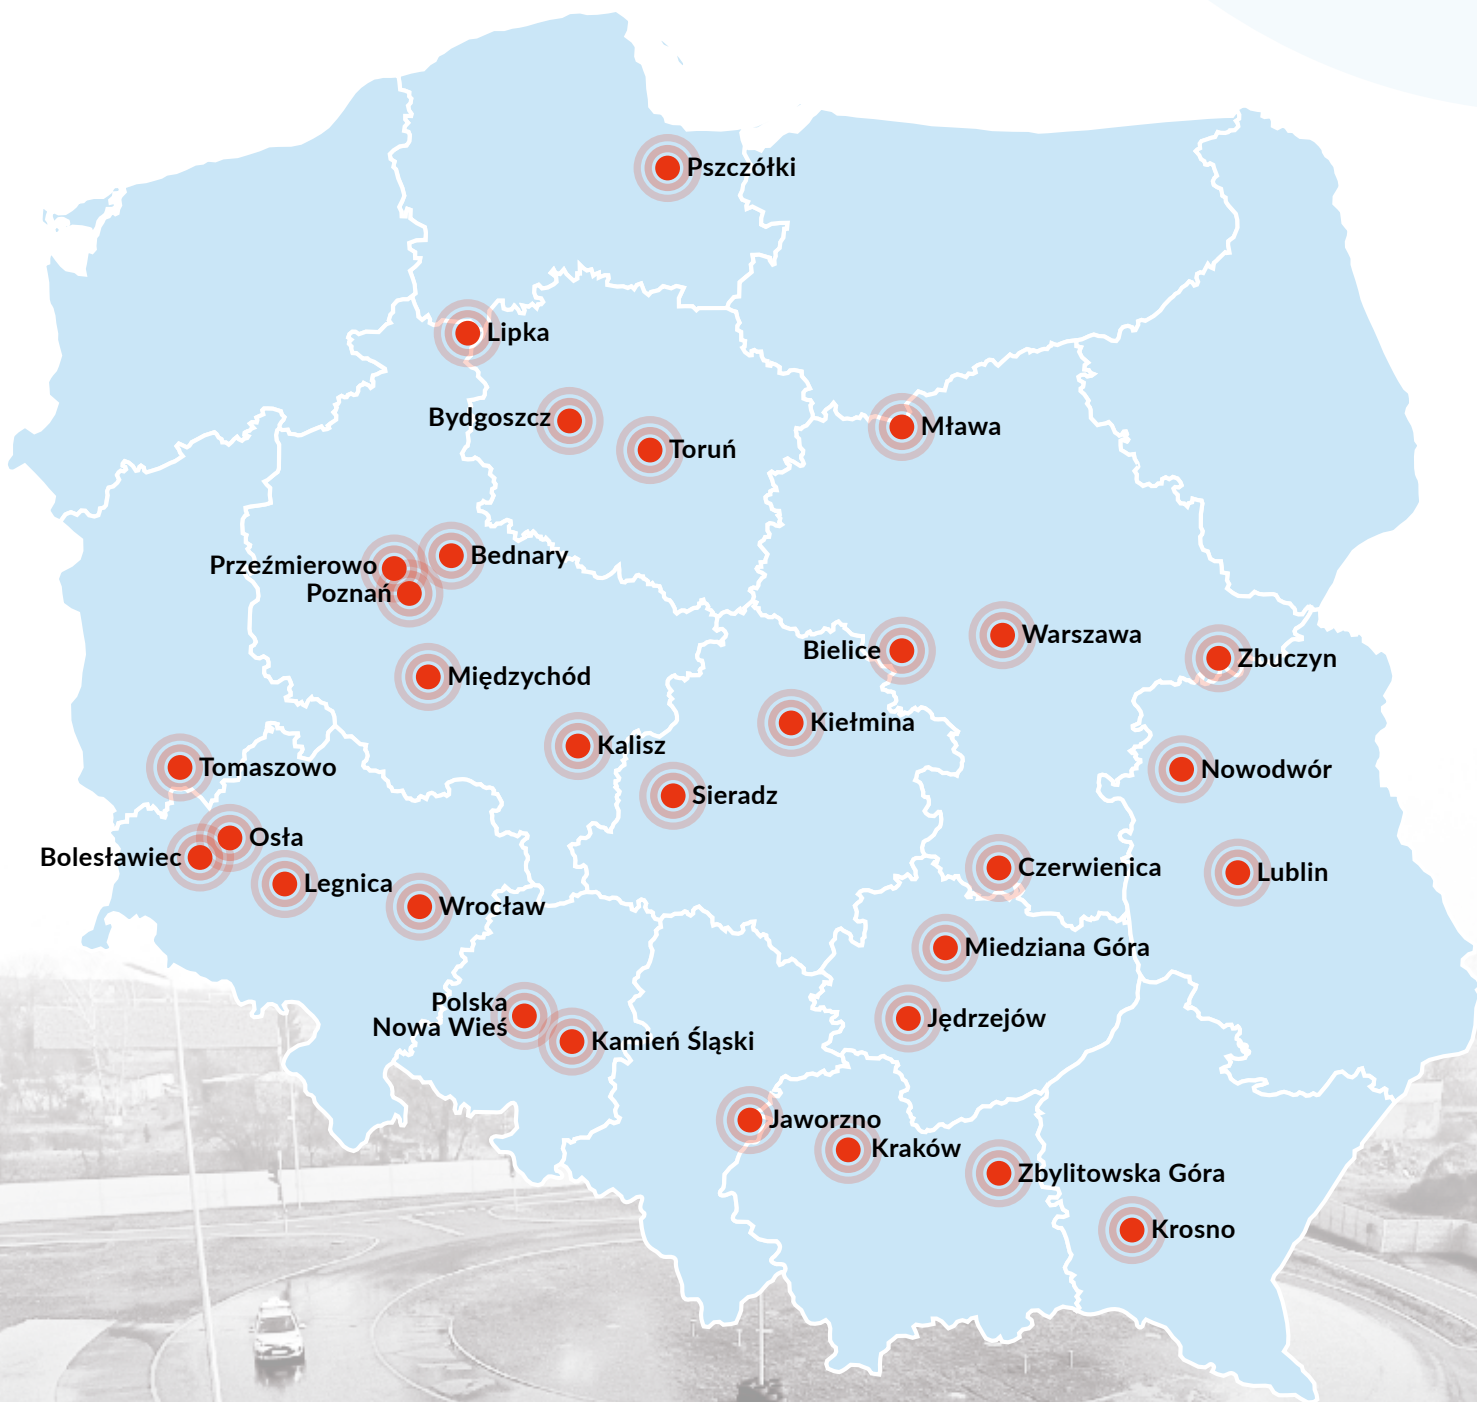 Pszczółki
Lipka
Bydgoszcz
Toruń
Mława
Bednary
Przeźmierowo
Poznań
Warszawa
Bielice
Zbuczyn
Międzychód
Kiełmina
Kalisz
Tomaszowo
Nowodwór
Sieradz
Osła
Bolesławiec
Czerwienica
Lublin
Legnica
Wrocław
Miedziana Góra
Polska
Nowa Wieś
Jędrzejów
Kamień Śląski
Jaworzno
Kraków
Zbylitowska Góra
Krosno